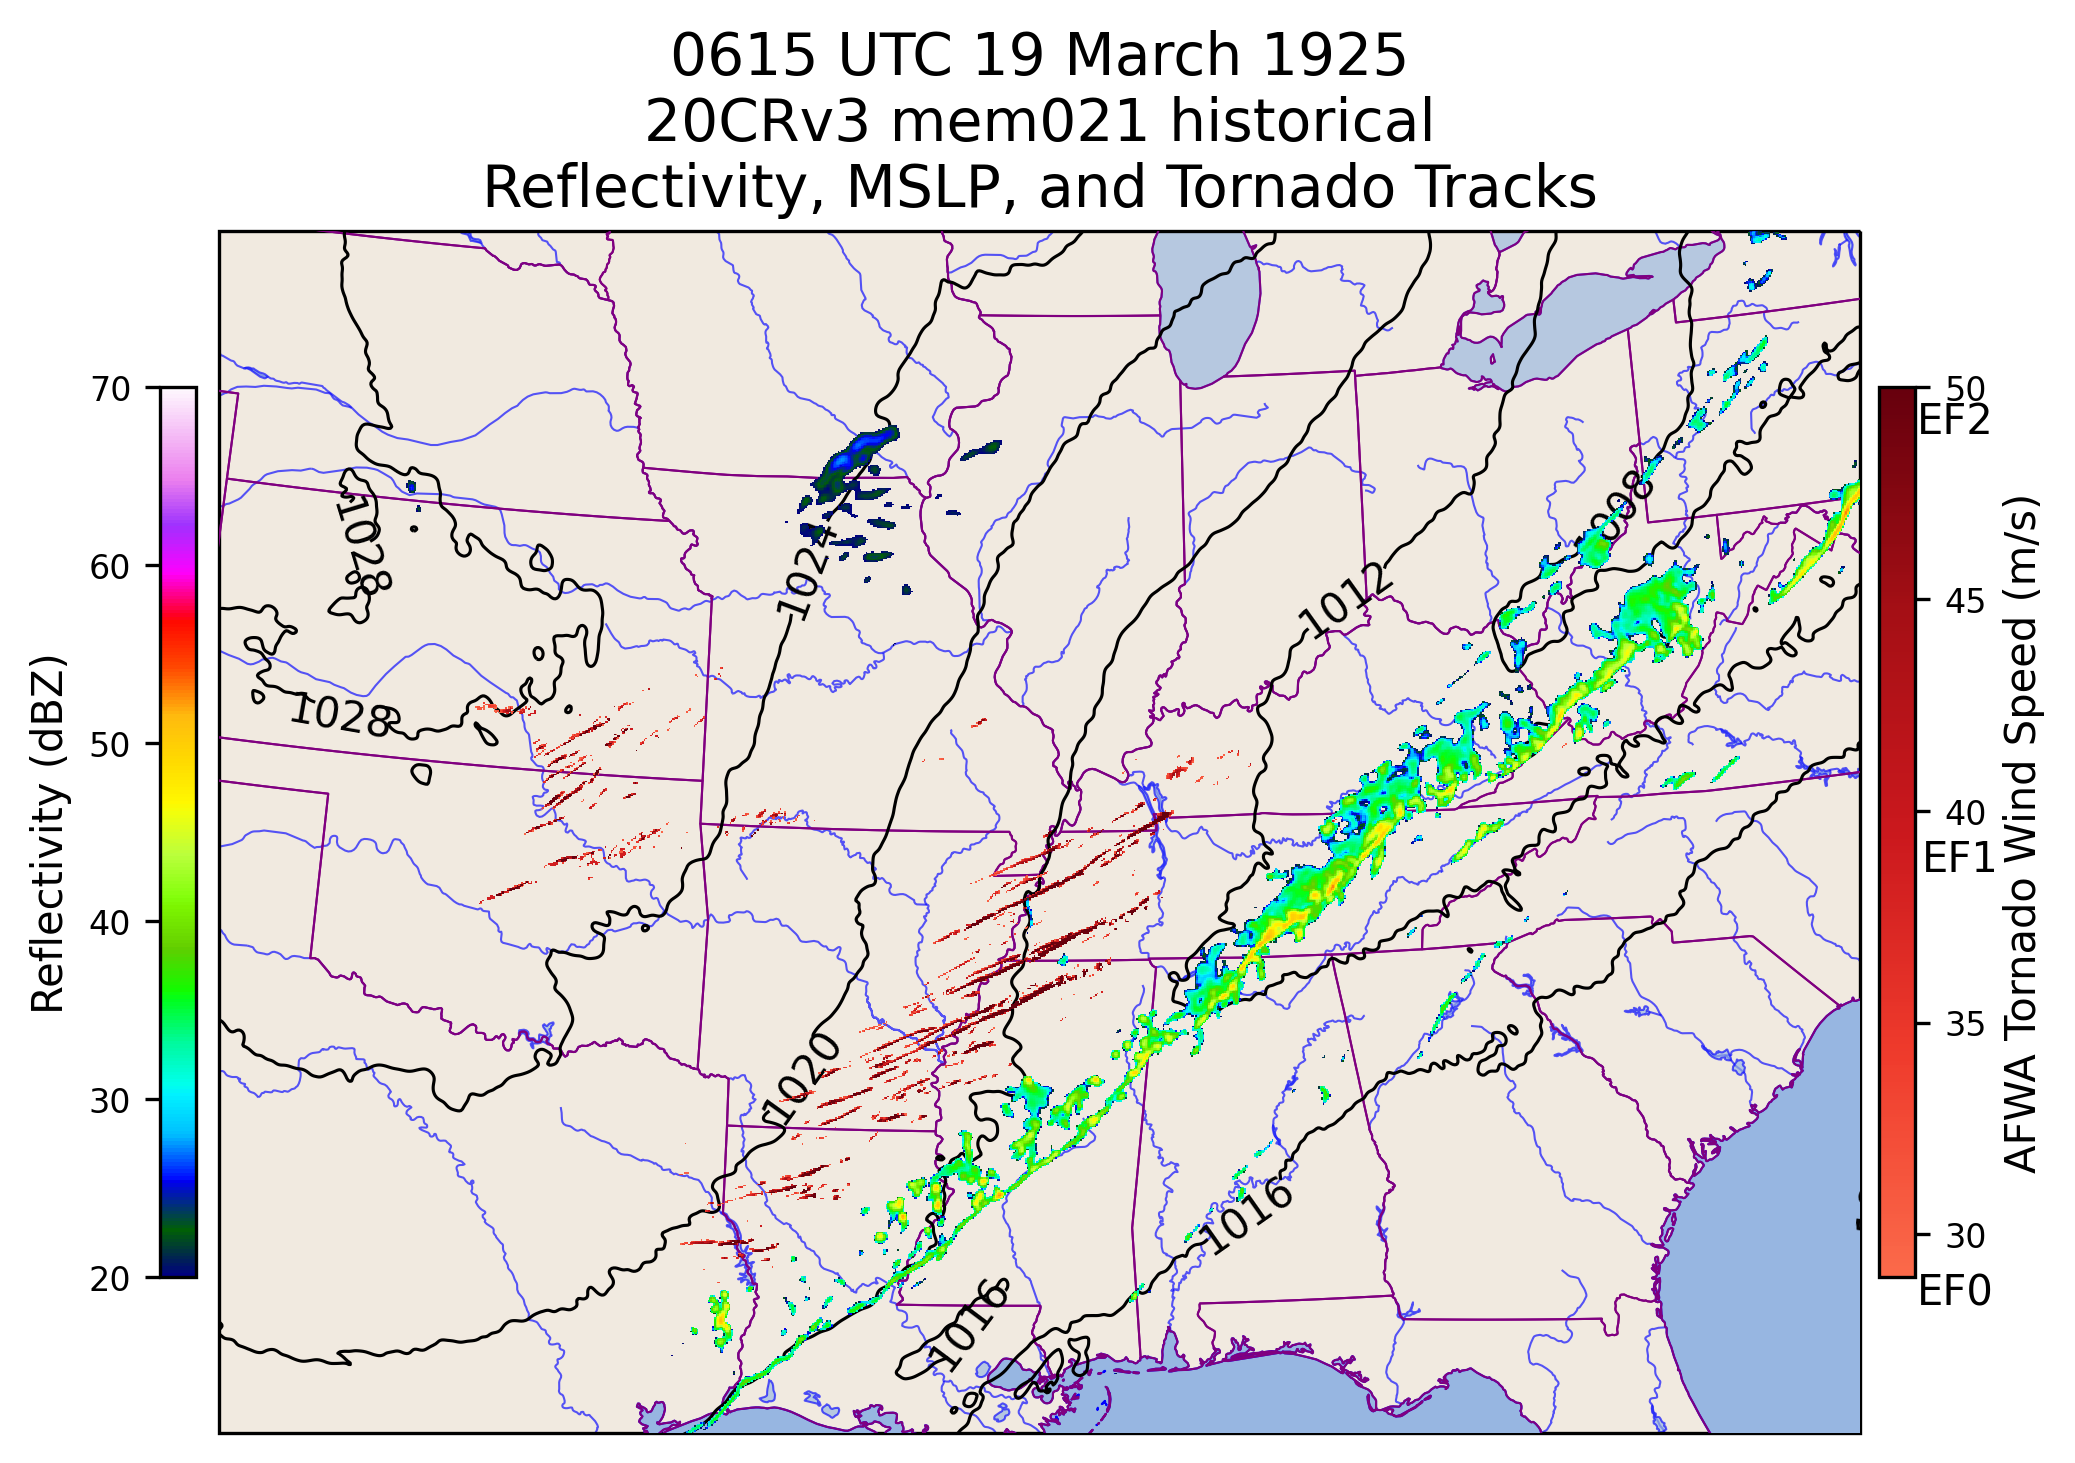 0615 UTC 19 March 1925
20CRv3 mem021 historical
Reflectivity, MSLP, and Tornado Tracks
70
60
50
40
30
20
Reflectivity (dBZ)
1028
1028
1024
1020
1012
1008
1016
1016
50
EF2
45
40
EF1
35
30
EF0
AFWA Tornado Wind Speed (m/s)